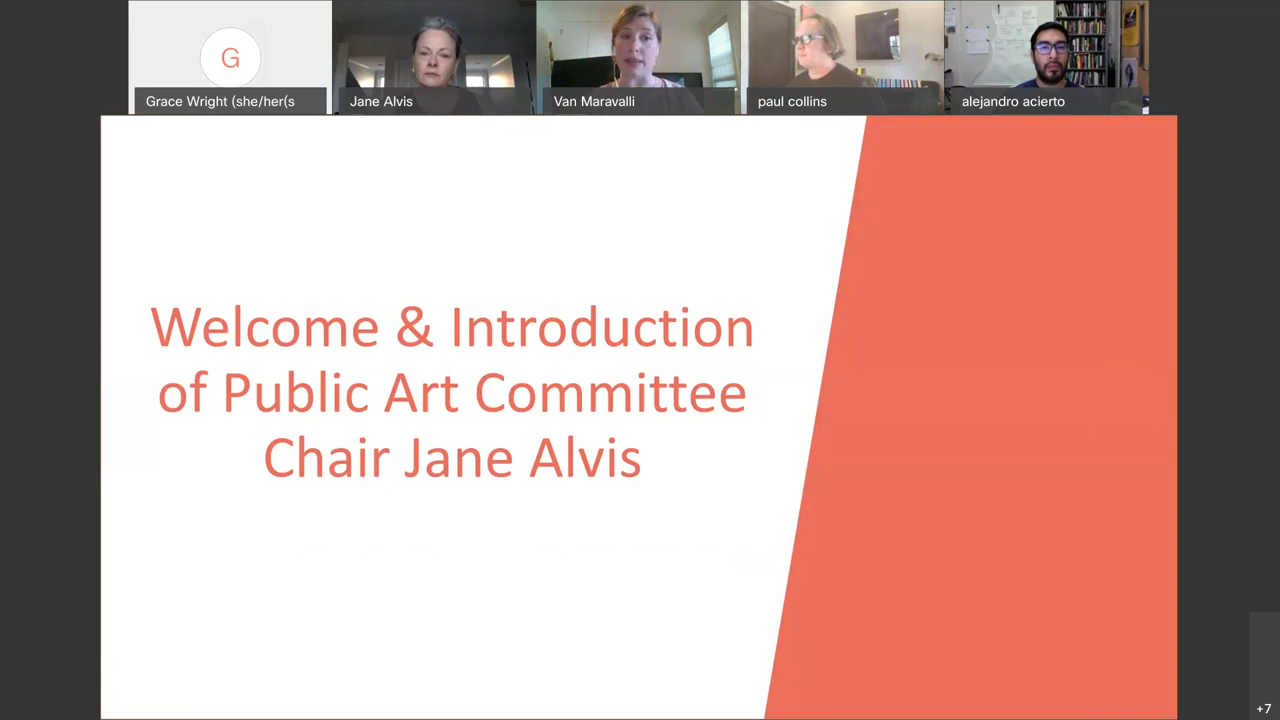 G
Grace Wright (she/her(s
Jane Alvis
Van Maravalli
paul collins
alejandro acierto
Welcome & Introduction
of Public Art Committee
Chair Jane Alvis
+7